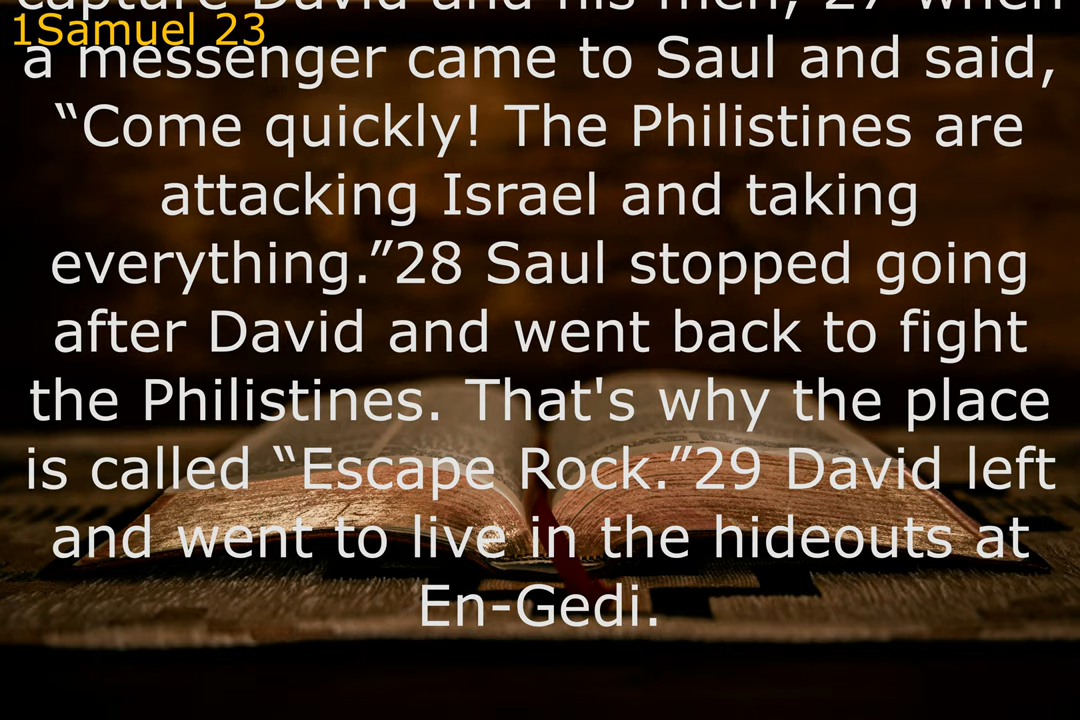 capture David and his men, 27 when
1Samuel 23
a messenger came to Saul and said,
“Come quickly! The Philistines are
attacking Israel and taking
everything.”28 Saul stopped going
after David and went back to fight
the Philistines. That's why the place
is called “Escape Rock.”29 David left
and went to live in the hideouts at
En-Gedi.